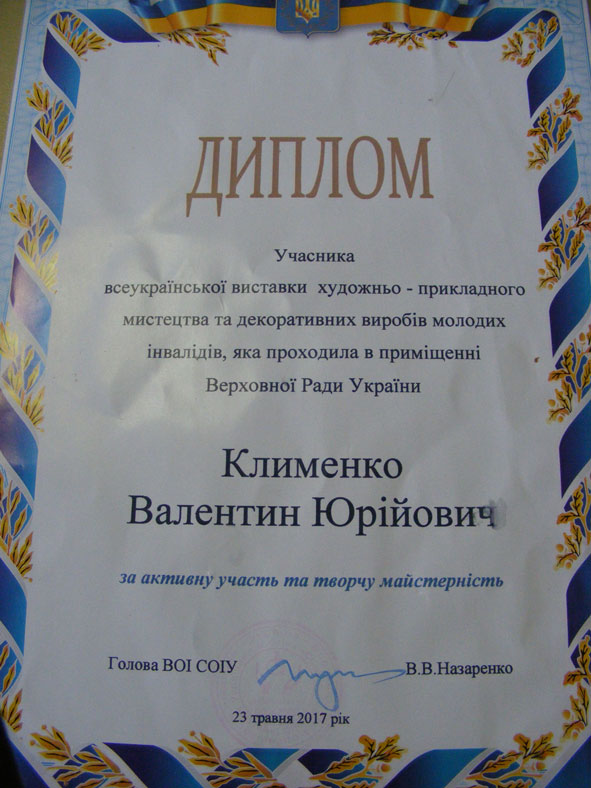 ДИПЛОМ
Учасника
всеукраїнської виставки художньо - прикладного
мистецтва та декоративних виробів молодих
інвалідів, яка проходила в приміщенні
Верховної Ради України
Клименко
Валентин Юрійович
за активну участь та творчу майстерність
Голова ВОІ СОІУ В.В.Назаренко
23 травня 2017 рік